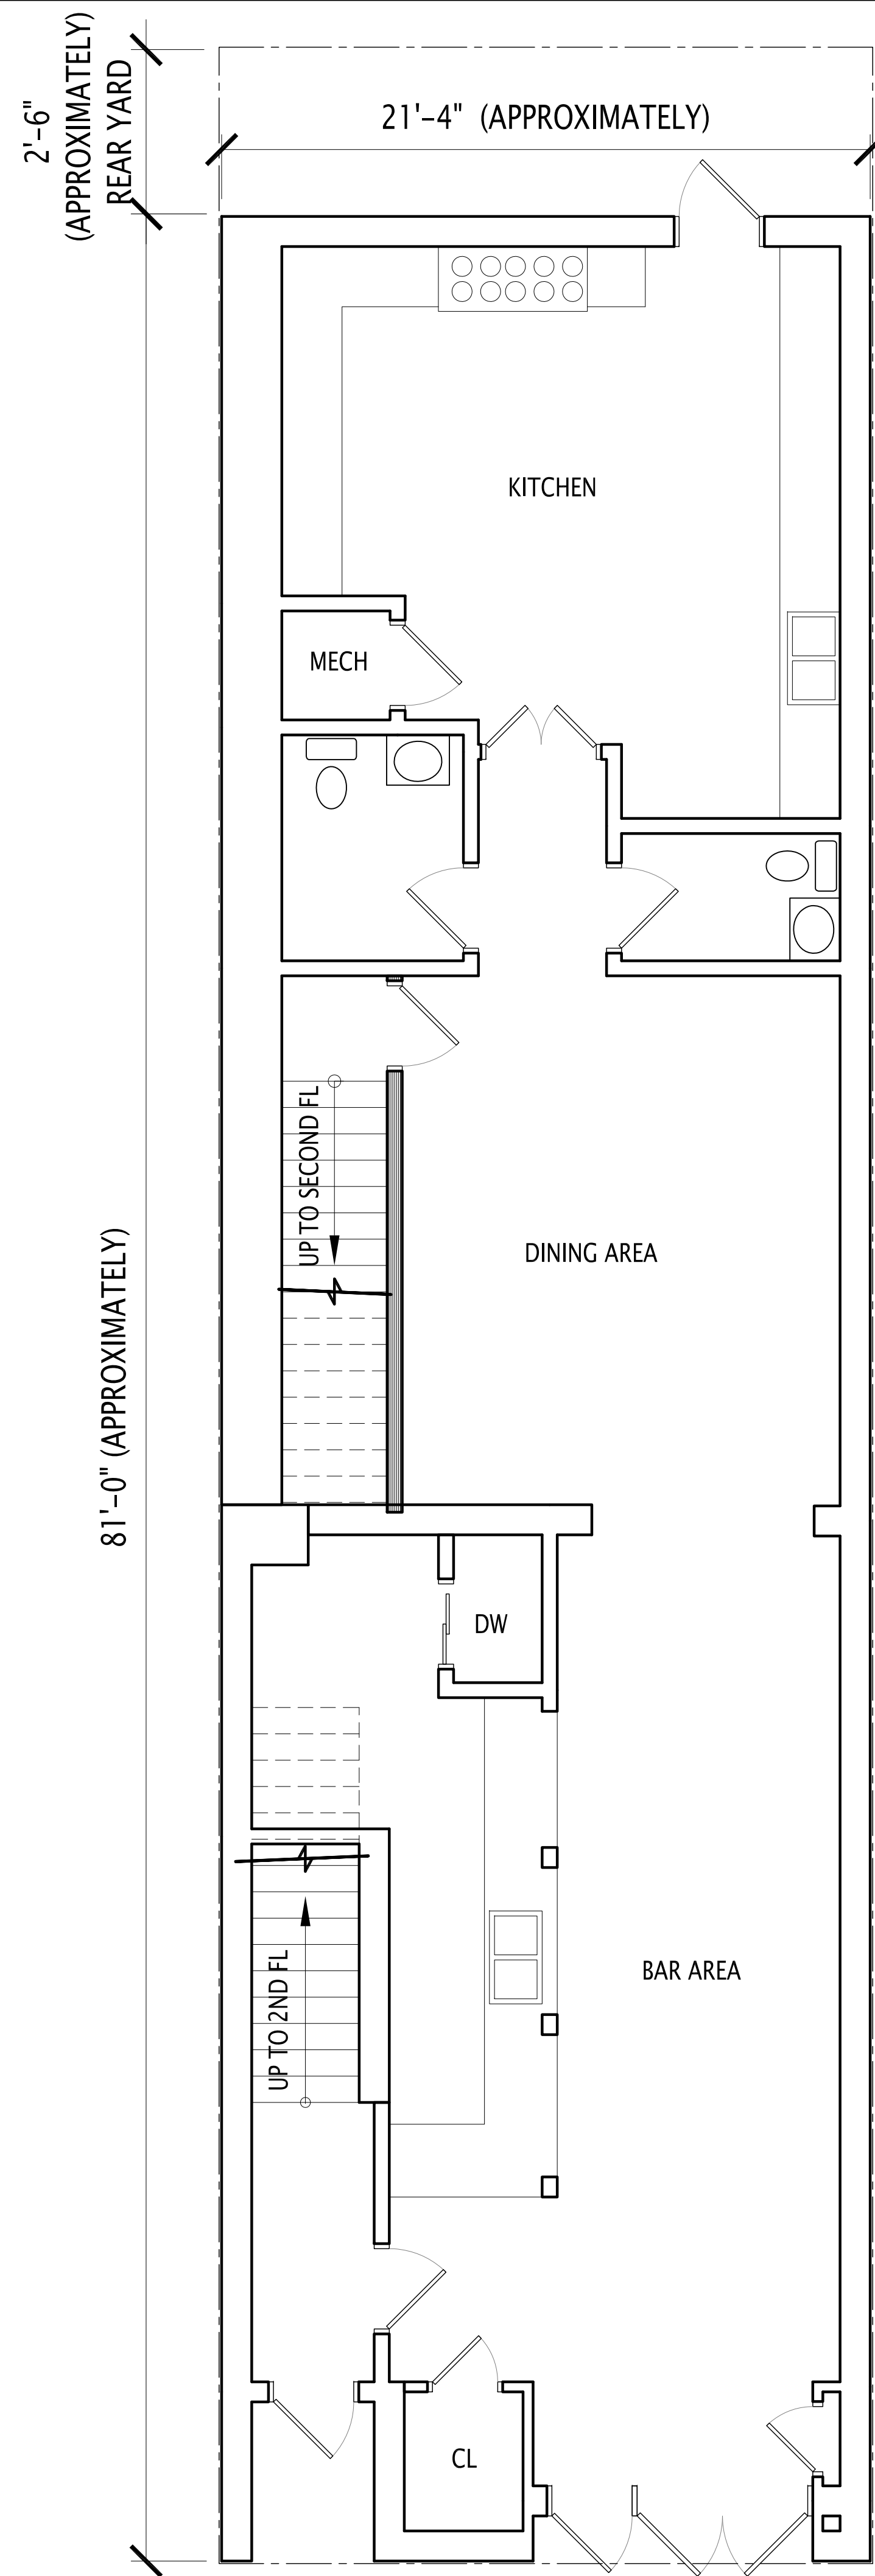 2'-6"
(APPROXIMATELY)
REAR YARD
21'-4" (APPROXIMATELY)
KITCHEN
MECH
UP TO SECOND FL
DINING AREA
81'-0" (APPROXIMATELY)
DW
BAR AREA
UP TO 2ND FL
CL